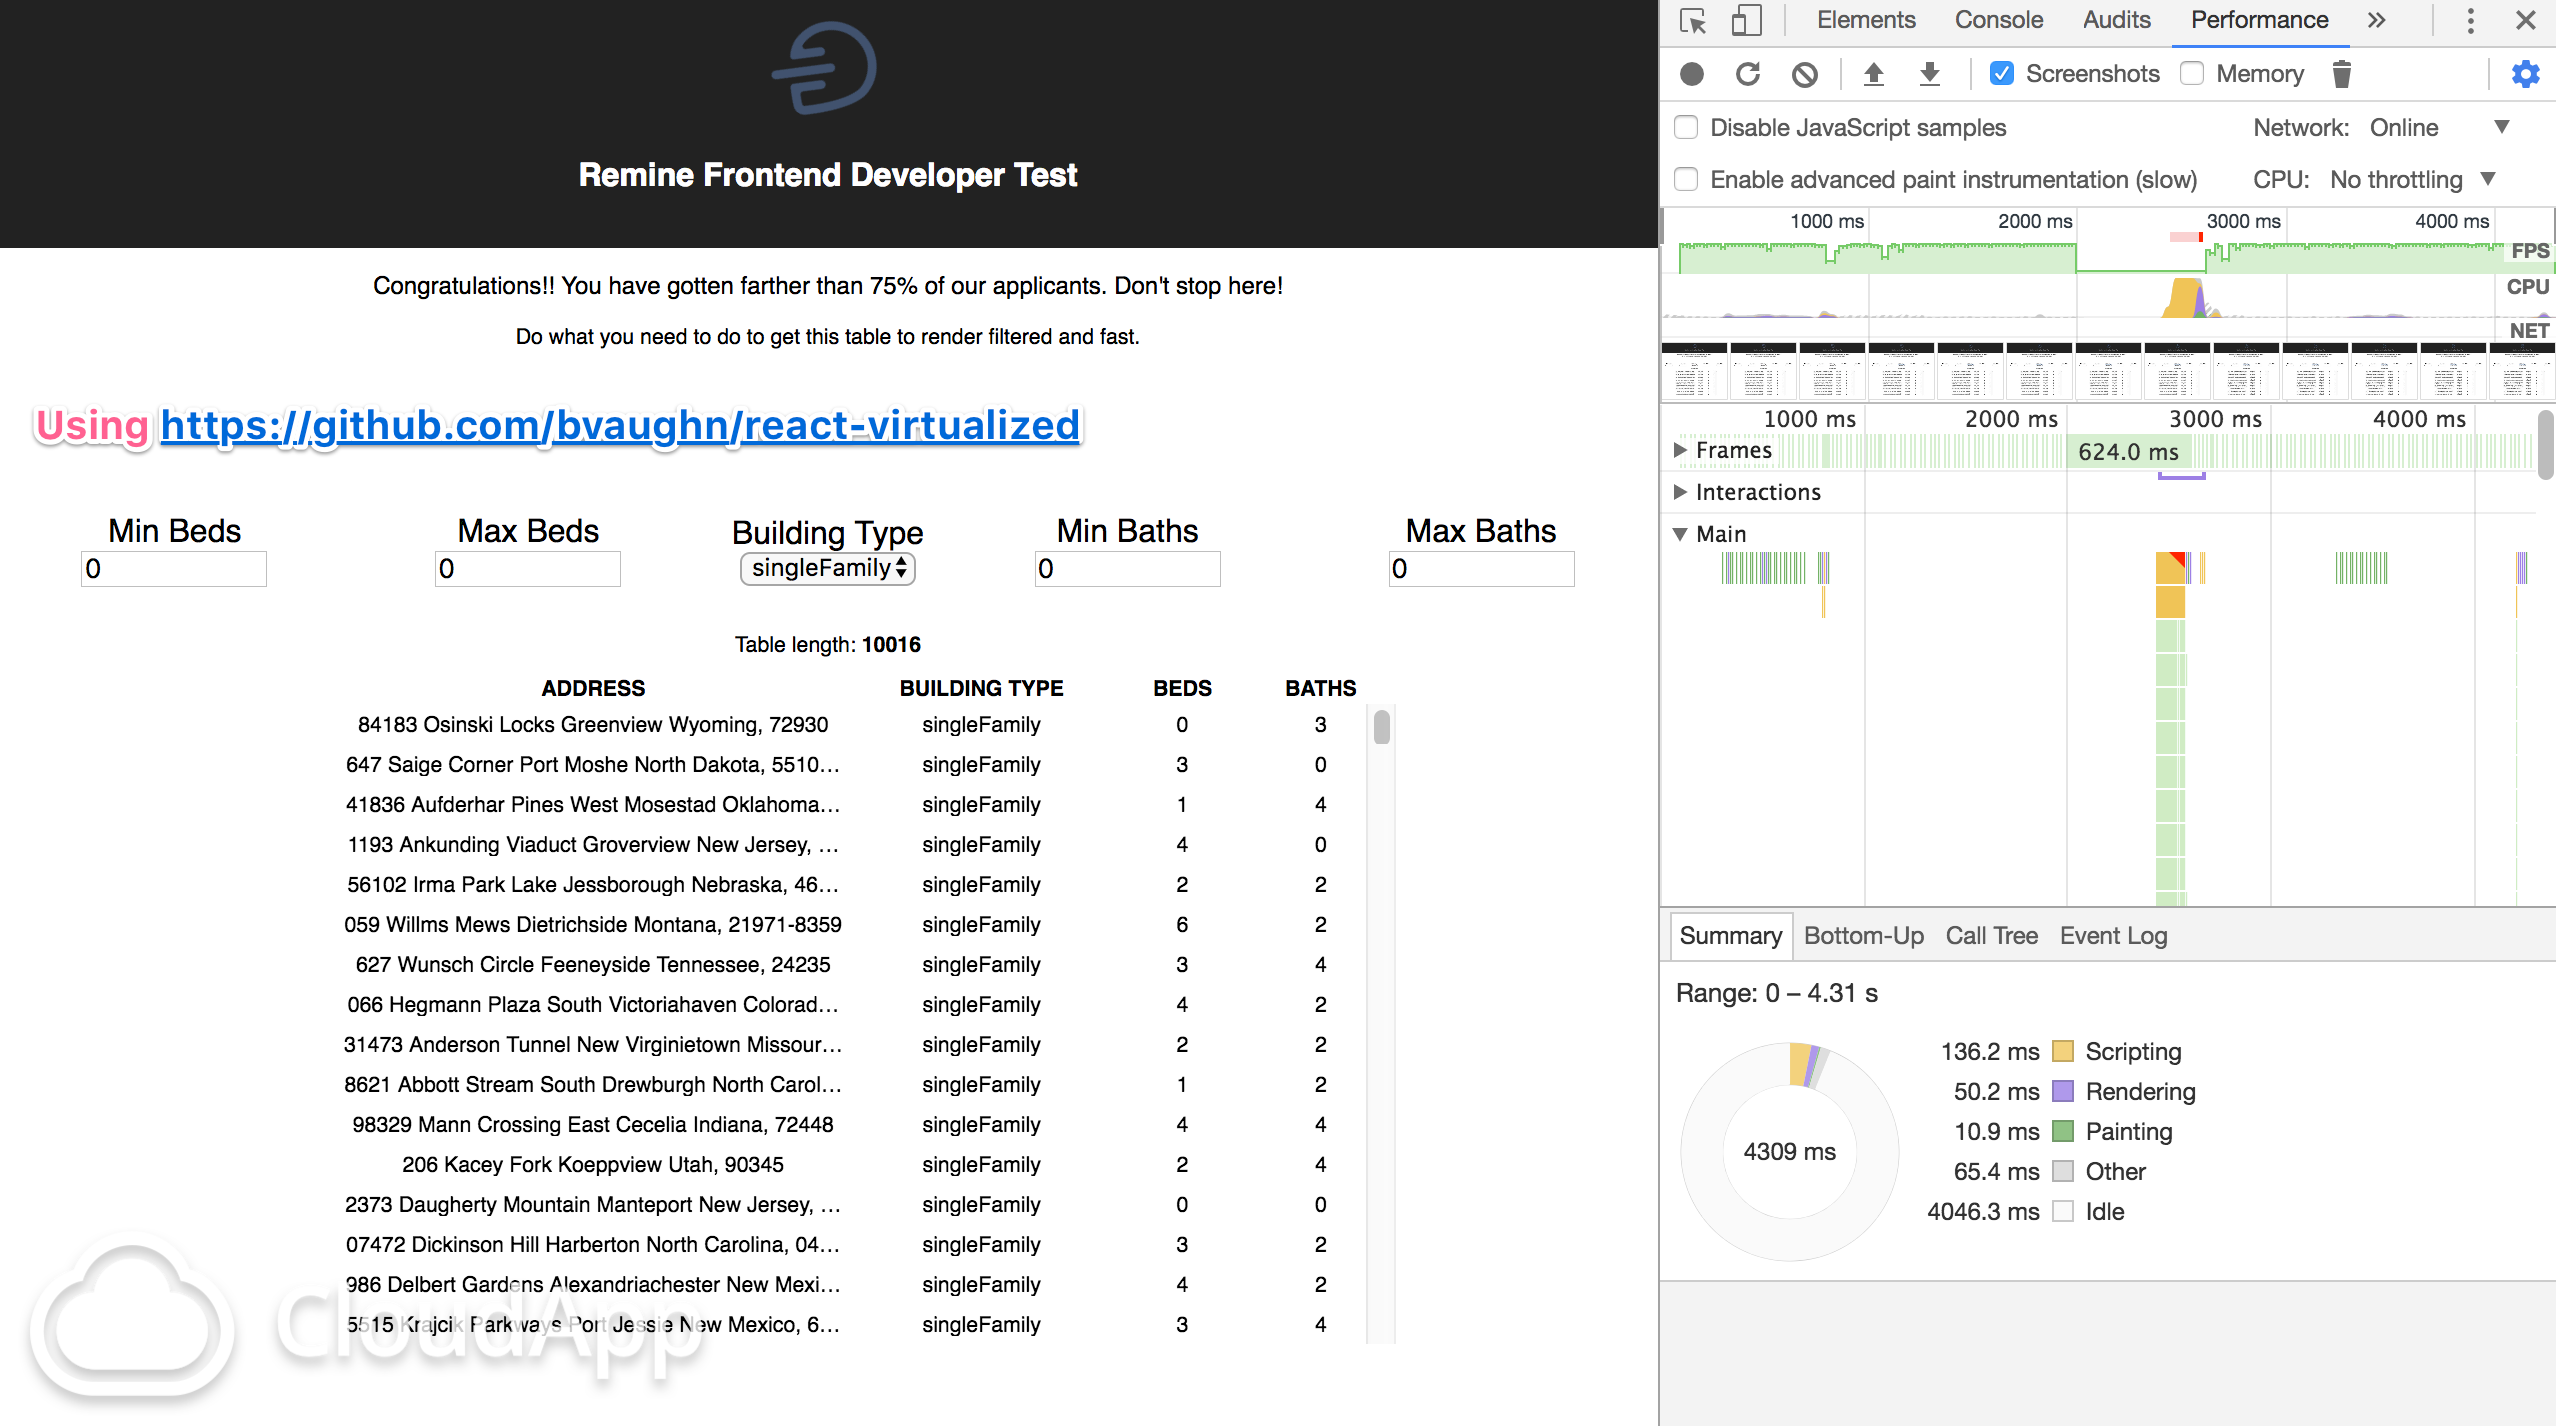 Remine Frontend Developer Test
Congratulations!! You have gotten farther than 75% of our applicants. Don't stop here!
Do what you need to do to get this table to render filtered and fast.
Using https://github.com/bvaughn/react-virtualized
Min Beds Max Beds Building Type Min Baths Max Baths
0 0 singleFamily 0 0
Table length: 10016
ADDRESS BUILDING TYPE BEDS BATHS
84183 Osinski Locks Greenview Wyoming, 72930 singleFamily 0 3
647 Saige Corner Port Moshe North Dakota, 5510... singleFamily 3 0
41836 Aufderhar Pines West Mosestad Oklahoma... singleFamily 1 4
1193 Ankunding Viaduct Groverview New Jersey, ... singleFamily 4 0
56102 Irma Park Lake Jessborough Nebraska, 46... singleFamily 2 2
059 Willms Mews Dietrichside Montana, 21971-8359 singleFamily 6 2
627 Wunsch Circle Feeneyside Tennessee, 24235 singleFamily 3 4
066 Hegmann Plaza South Victoriahaven Colorad... singleFamily 4 2
31473 Anderson Tunnel New Virginietown Missour... singleFamily 2 2
8621 Abbott Stream South Drewburgh North Carol... singleFamily 1 2
98329 Mann Crossing East Cecelia Indiana, 72448 singleFamily 4 4
206 Kacey Fork Koeppview Utah, 90345 singleFamily 2 4
2373 Daugherty Mountain Manteport New Jersey, ... singleFamily 0 0
07472 Dickinson Hill Harberton North Carolina, 04... singleFamily 3 2
986 Delbert Gardens Alexandriachester New Mexi... singleFamily 4 2
5515 Krajcik Parkways Port Jessie New Mexico, 6... singleFamily 3 4
CloudApp
Elements Console Audits Performance »
Screenshots Memory
Disable JavaScript samples Network: Online
Enable advanced paint instrumentation (slow) CPU: No throttling
1000 ms 2000 ms 3000 ms 4000 ms
FPS
CPU
NET
1000 ms 2000 ms 3000 ms 4000 ms
Frames 624.0 ms
Interactions
Main
Summary Bottom-Up Call Tree Event Log
Range: 0 – 4.31 s
4309 ms
136.2 ms Scripting
50.2 ms Rendering
10.9 ms Painting
65.4 ms Other
4046.3 ms Idle